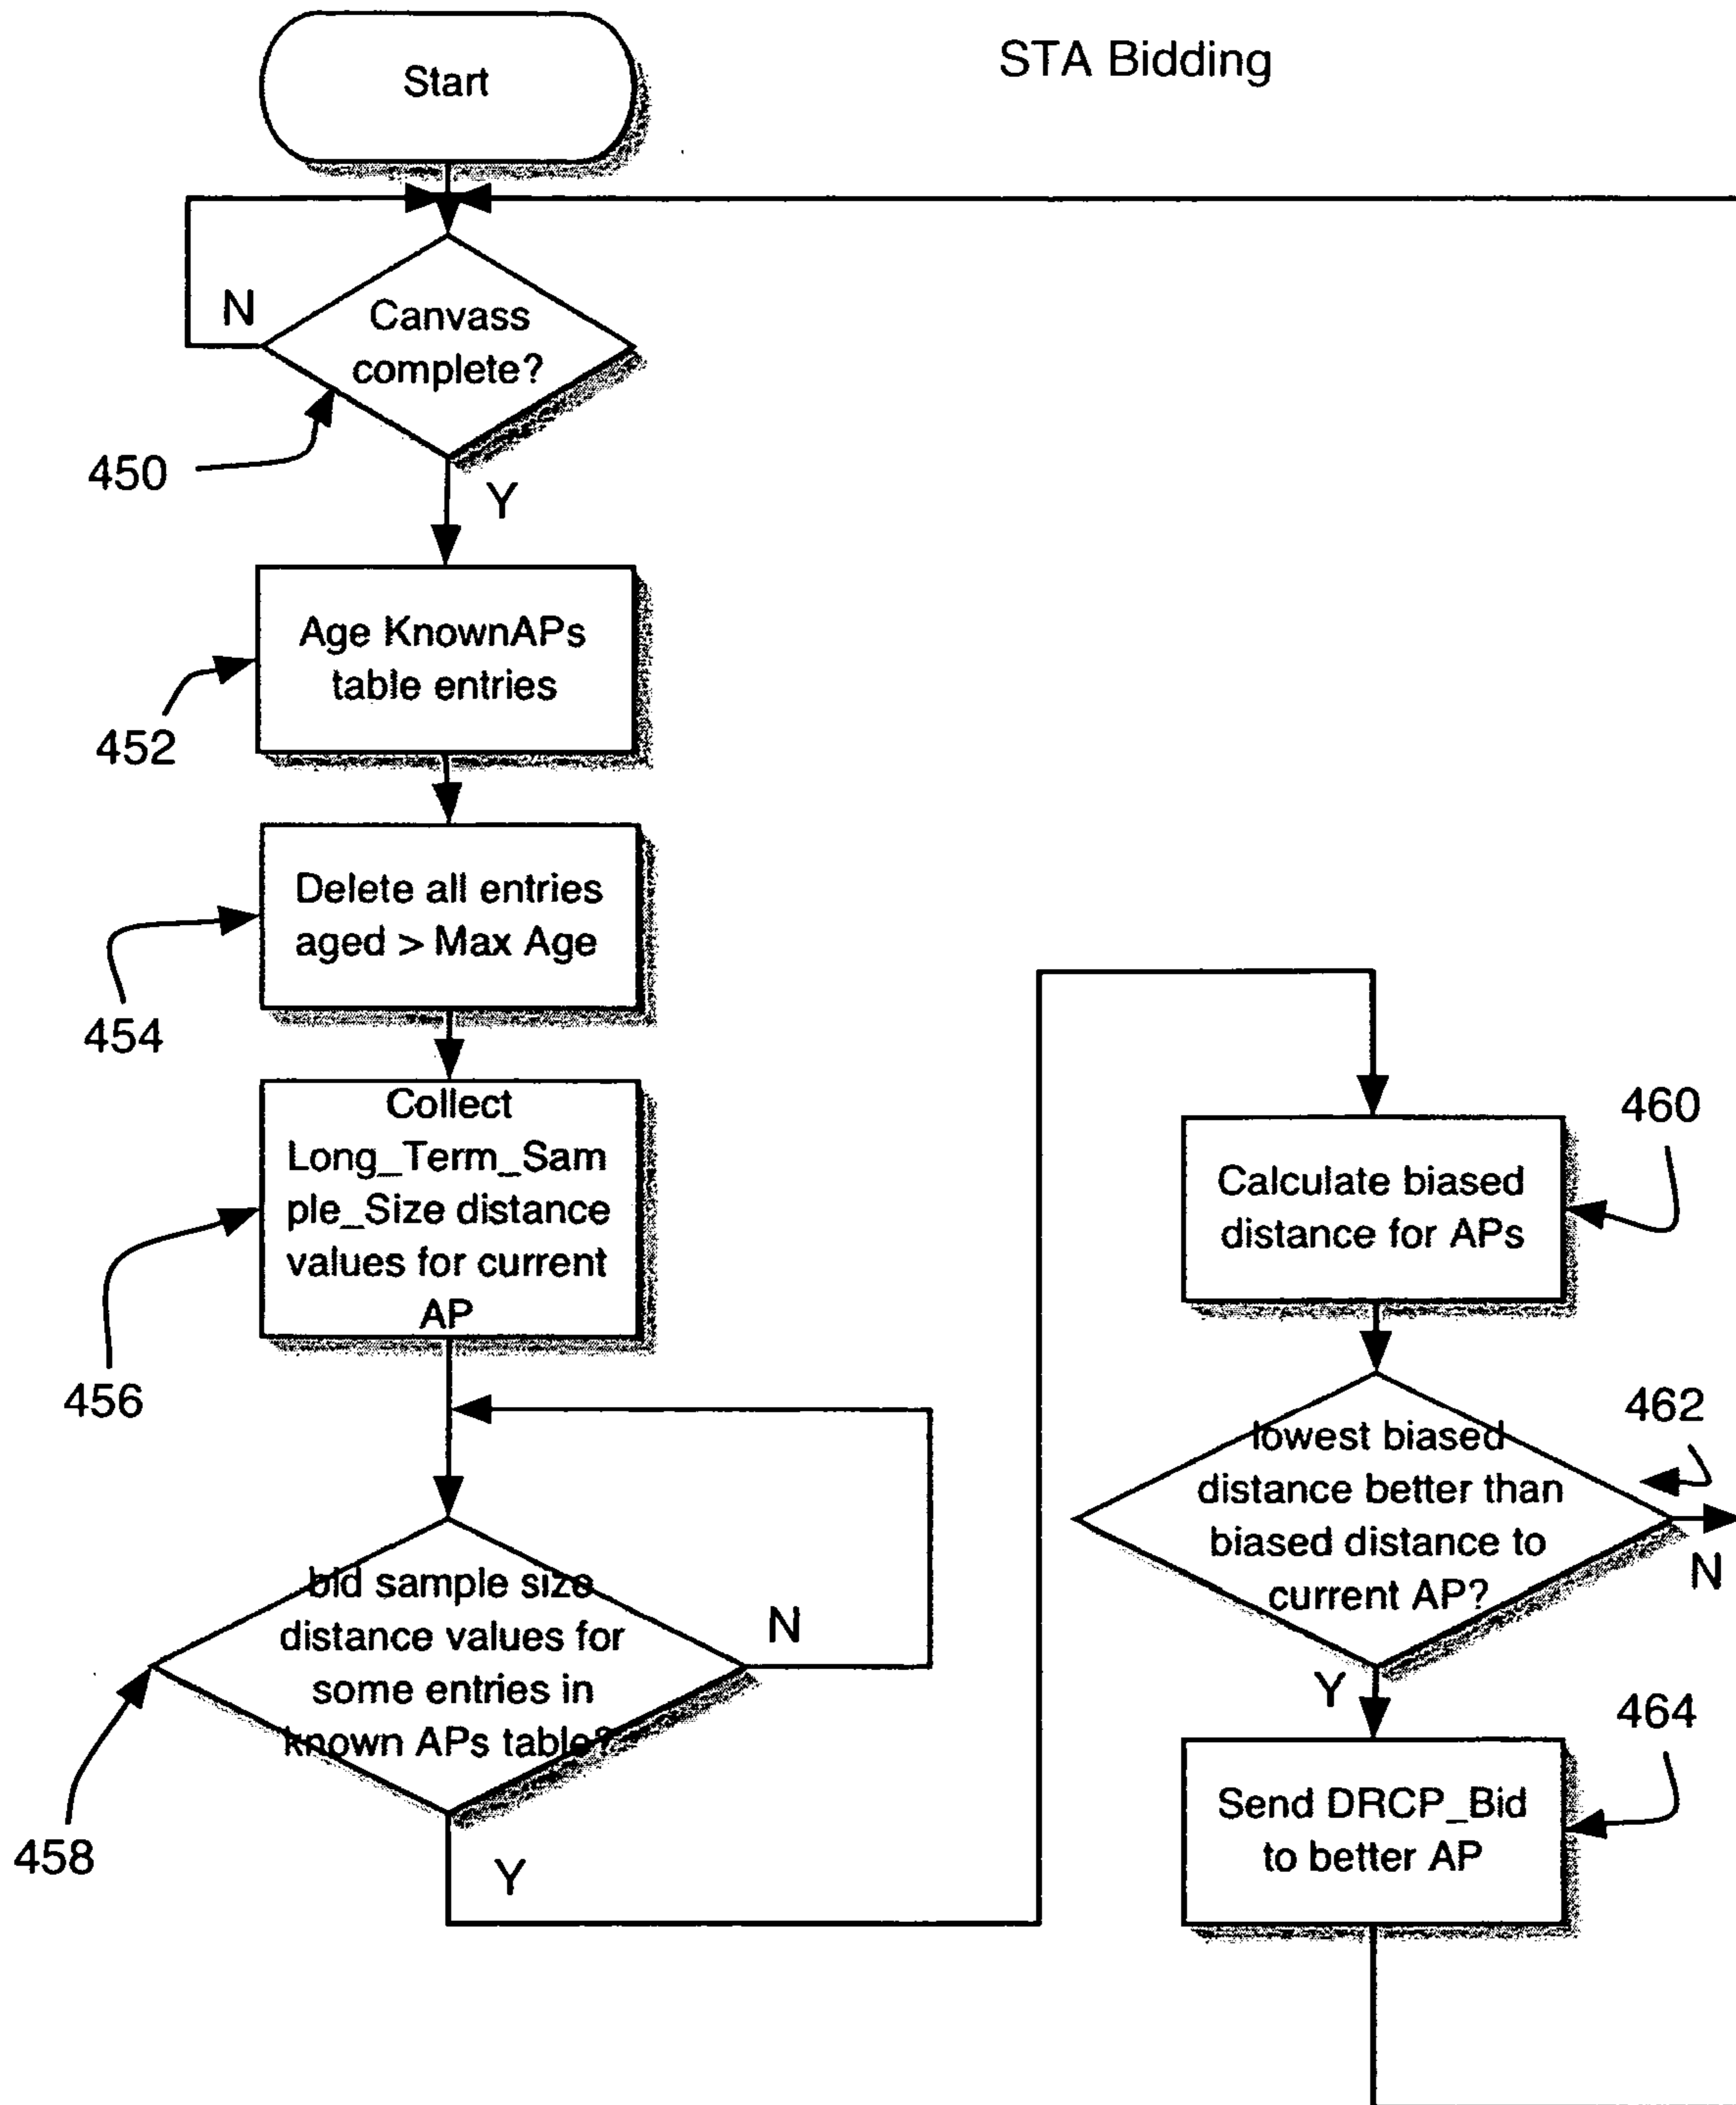 STA Bidding
Start
N
Canvass
complete?
450
Y
Age KnownAPs
table entries
452
Delete all entries
aged > Max Age
454
Collect
Long_Term_Sam
ple_Size distance
values for current
AP
456
bid sample size
distance values for
some entries in
known APs table?
N
458
Y
460
Calculate biased
distance for APs
462
lowest biased
distance better than
biased distance to
current AP?
N
Y
464
Send DRCP_Bid
to better AP